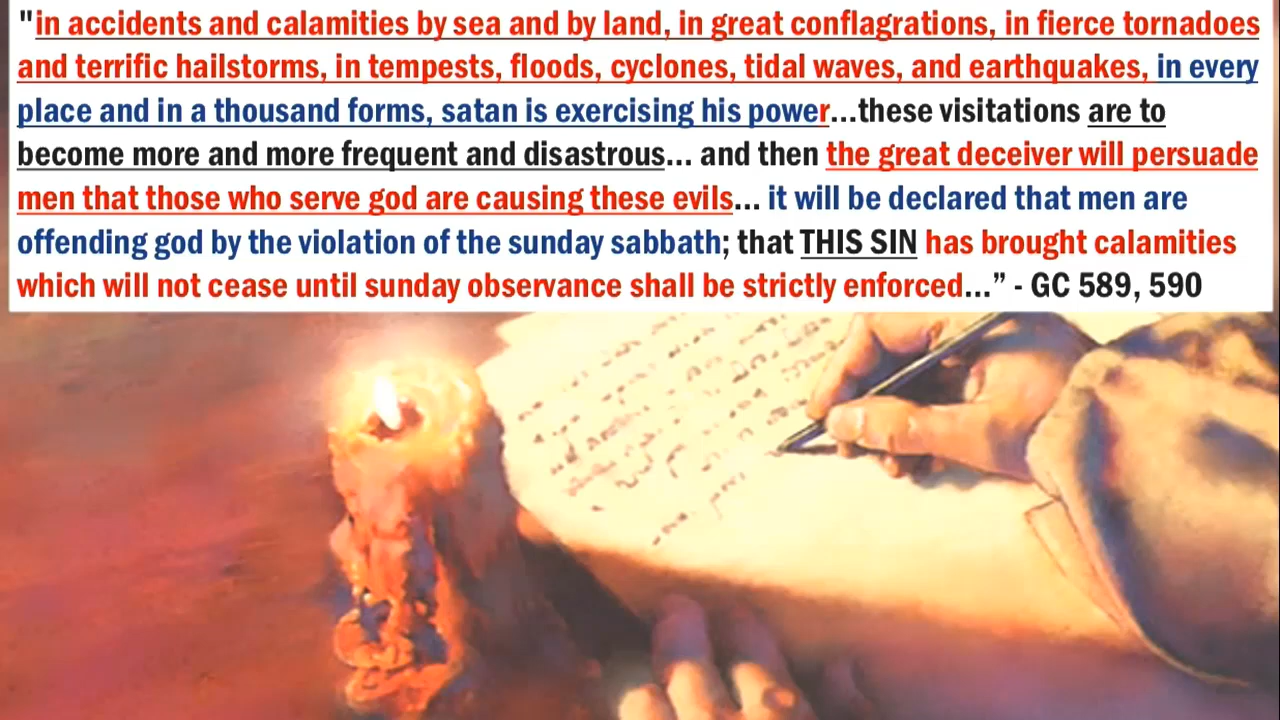 "in accidents and calamities by sea and by land, in great conflagrations, in fierce tornadoes
and terrific hailstorms, in tempests, floods, cyclones, tidal waves, and earthquakes, in every
place and in a thousand forms, satan is exercising his power...these visitations are to
become more and more frequent and disastrous... and then the great deceiver will persuade
men that those who serve god are causing these evils... it will be declared that men are
offending god by the violation of the sunday sabbath; that THIS SIN has brought calamities
which will not cease until sunday observance shall be strictly enforced...” - GC 589, 590